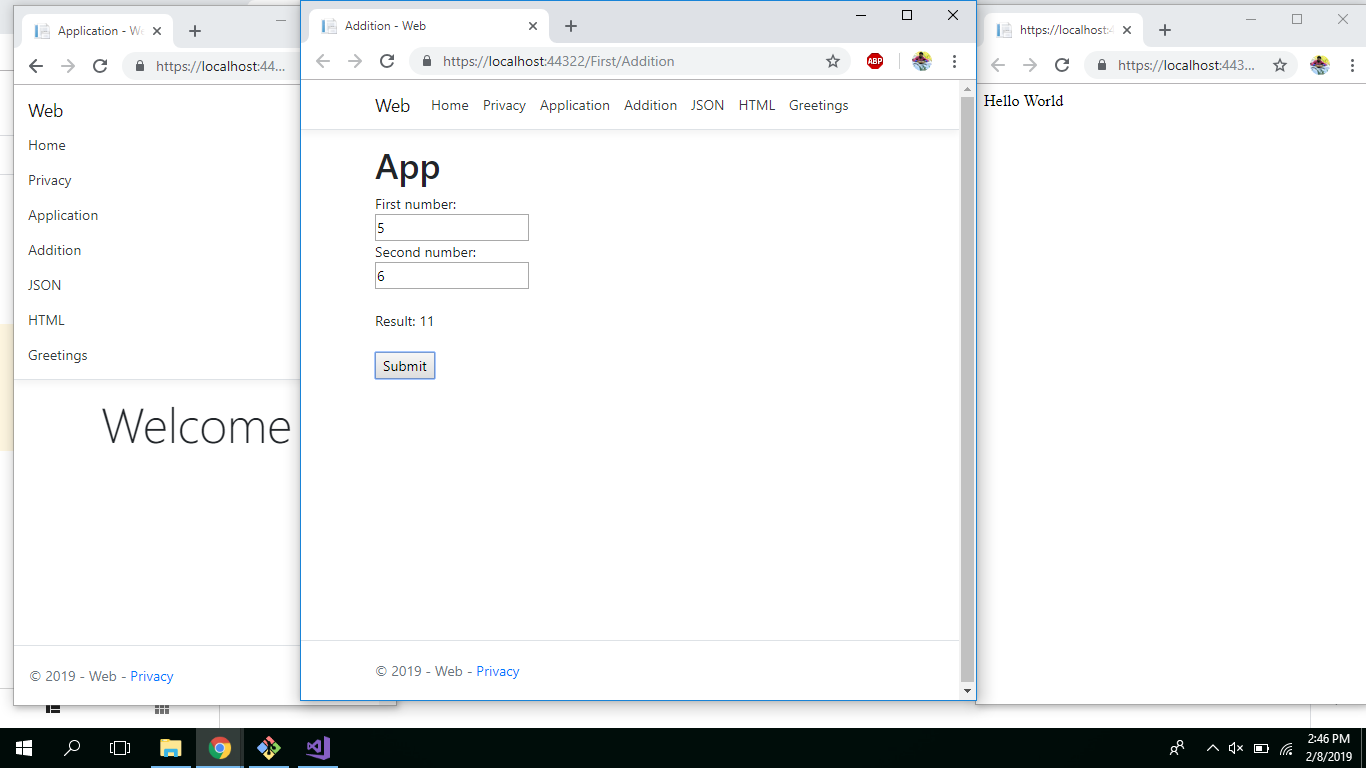 Application - We
https://localhost:44...
Web
Home
Privacy
Application
Addition
JSON
HTML
Greetings
Welcome
© 2019 - Web - Privacy
Addition - Web
https://localhost:44322/First/Addition
ABP
Web Home Privacy Application Addition JSON HTML Greetings
App
First number:
5
Second number:
6
Result: 11
Submit
© 2019 - Web - Privacy
https://localhost:4
https://localhost:443...
Hello World
2:46 PM
2/8/2019